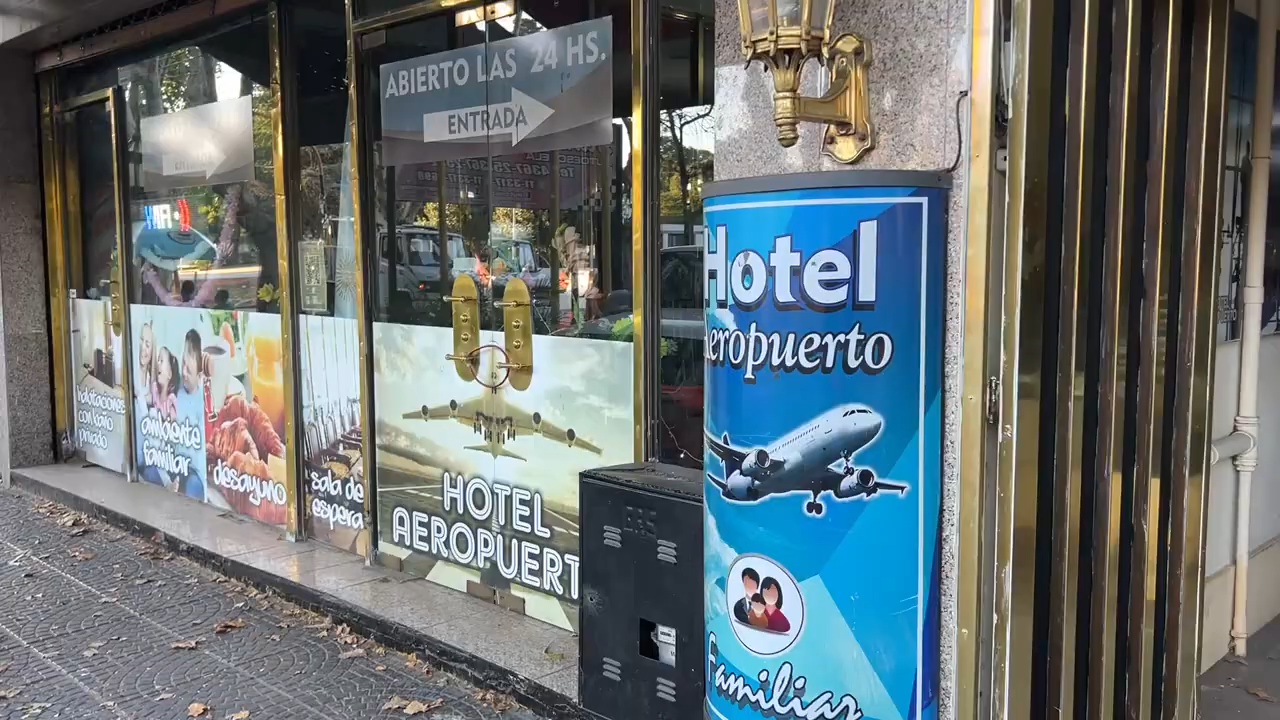 ABIERTO LAS 24 HS.
ENTRADA
habitaciones
con baño
privado
ambiente
familiar
desayuno
sala de
espera
HOTEL
AEROPUERT
Hotel
Aeropuerto
Familiar